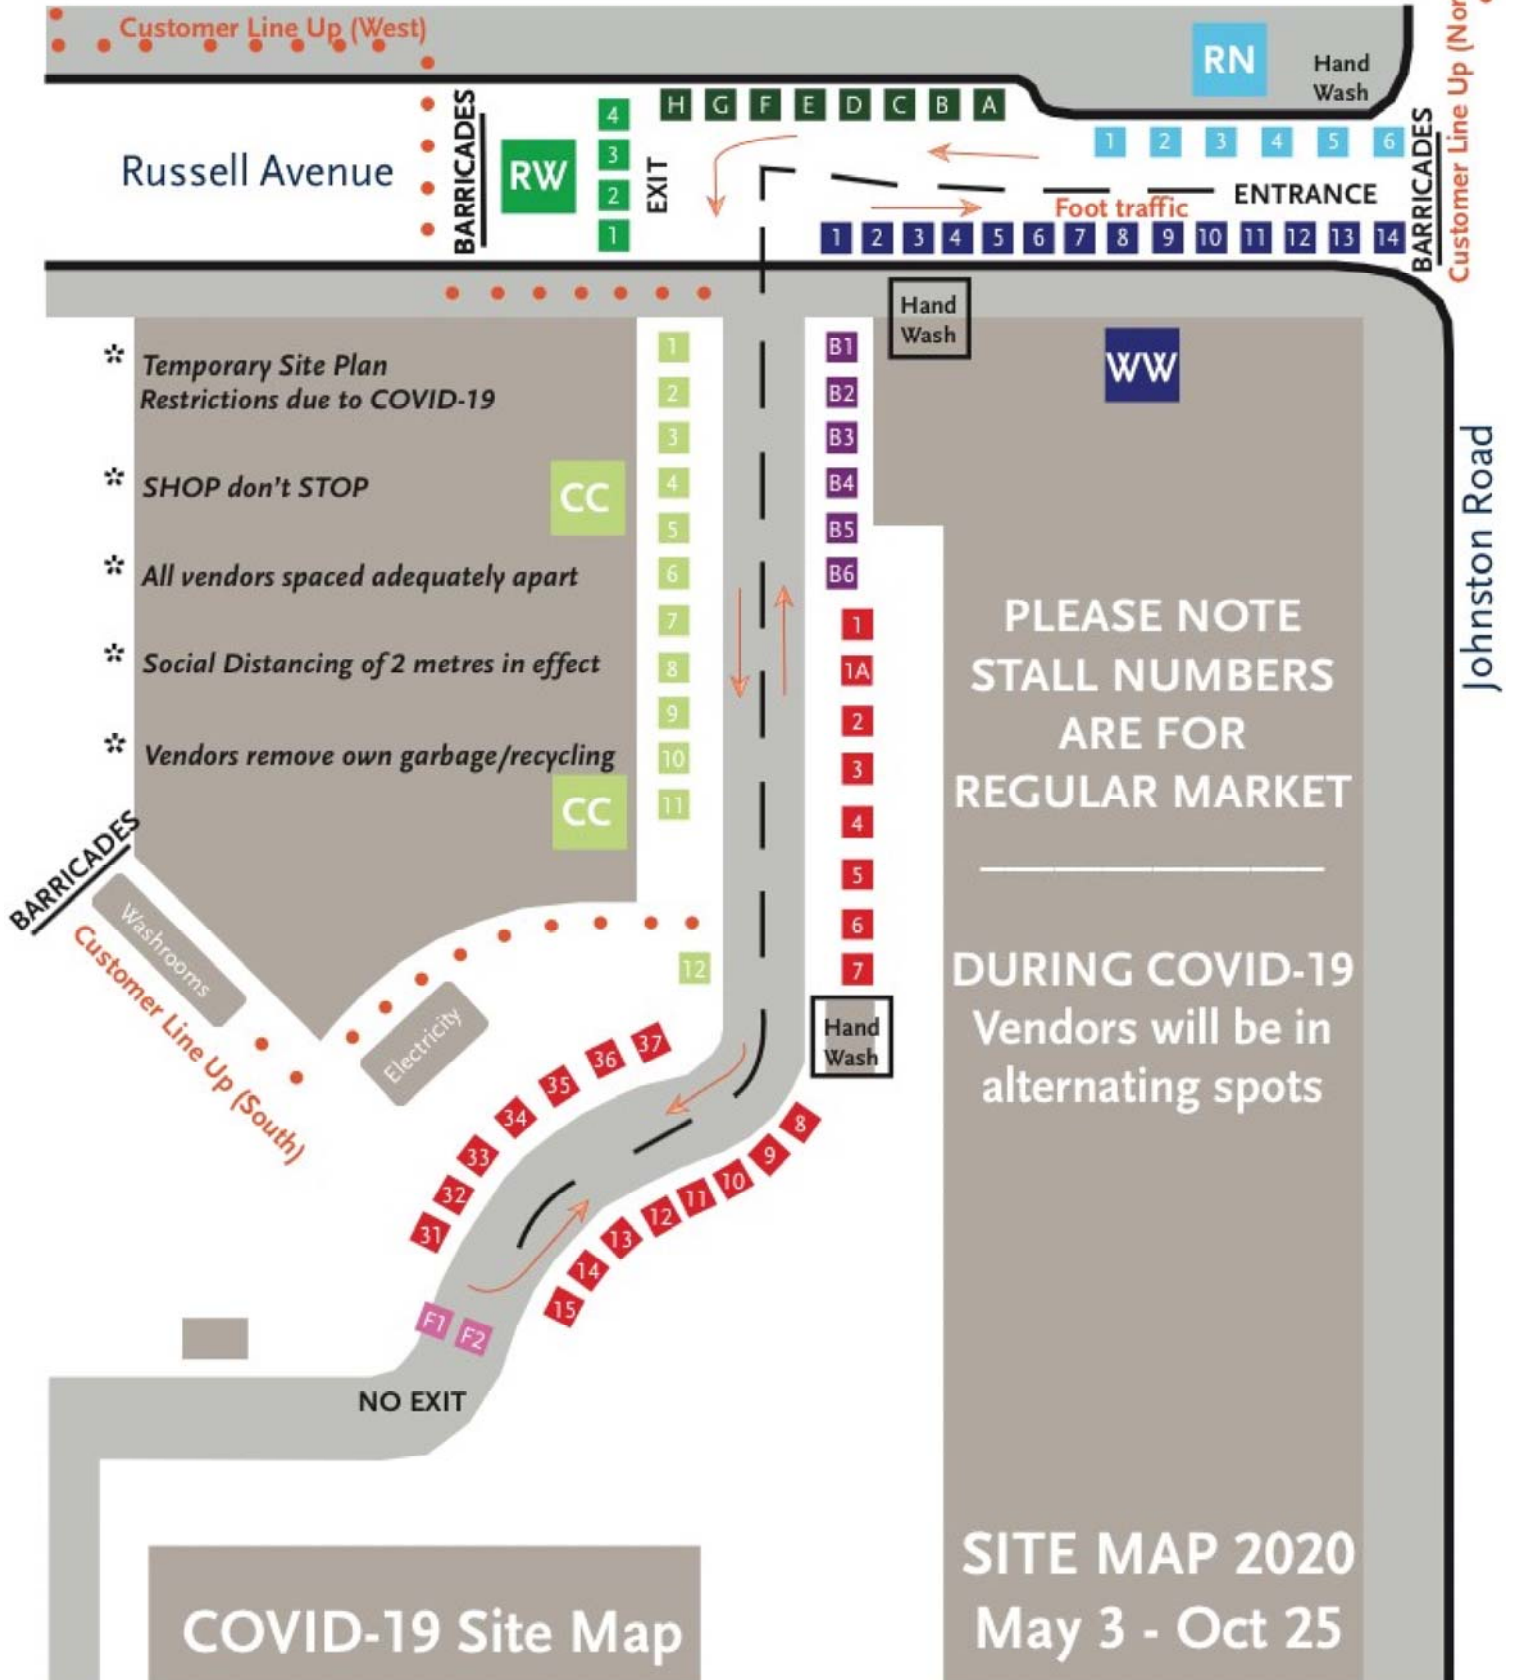 Customer Line Up (West)
RN
Hand
Wash
Customer Line Up (Nor
BARRICADES
4
3
2
1
H G F E D C B A
1 2 3 4 5 6
BARRICADES
Russell Avenue
RW
EXIT
ENTRANCE
Foot traffic
1 2 3 4 5 6 7 8 9 10 11 12 13 14
Hand
Wash
WW
* Temporary Site Plan
Restrictions due to COVID-19
* SHOP don't STOP
CC
* All vendors spaced adequately apart
* Social Distancing of 2 metres in effect
* Vendors remove own garbage/recycling
CC
1
2
3
4
5
6
7
8
9
10
11
12
B1
B2
B3
B4
B5
B6
1
1A
2
3
4
5
6
7
Hand
Wash
Johnston Road
PLEASE NOTE
STALL NUMBERS
ARE FOR
REGULAR MARKET
DURING COVID-19
Vendors will be in
alternating spots
BARRICADES
Washrooms
Customer Line Up (South)
Electricity
37
36
35
34
33
32
31
8
9
10
11
12
13
14
15
F1 F2
NO EXIT
COVID-19 Site Map
SITE MAP 2020
May 3 - Oct 25